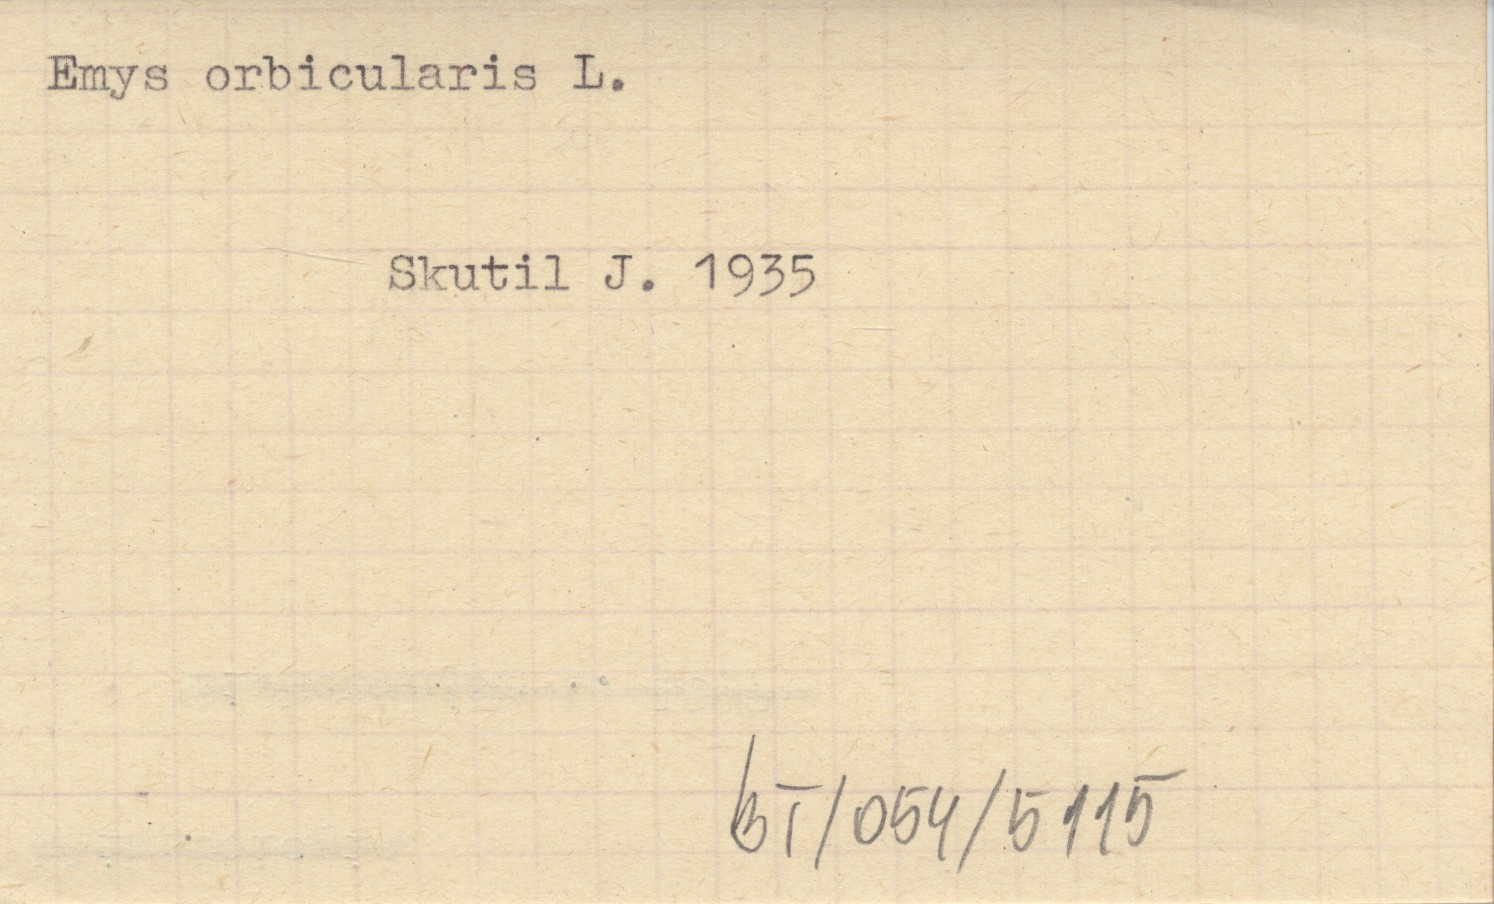 Emys orbicularis L.
Skutil J. 1935
BT/054/5115